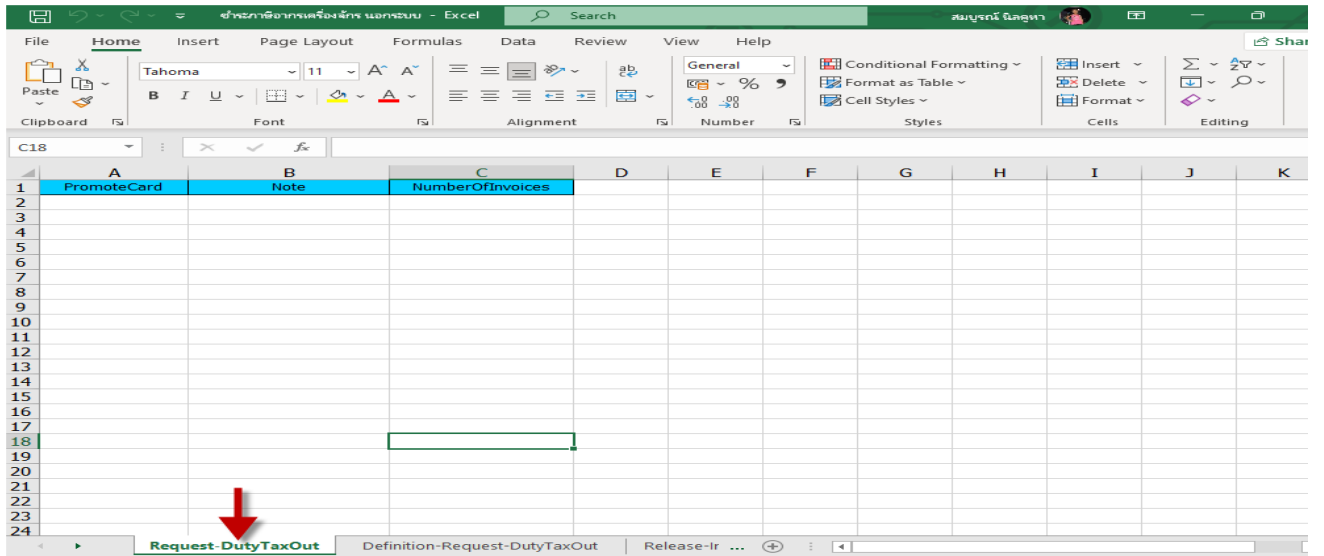 ชำระภาษีอากรเครื่องจักร นอกระบบ - Excel Search สมบูรณ์ นิลคูหา
File Home Insert Page Layout Formulas Data Review View Help Shar
Paste Tahoma 11 A A ab General Conditional Formatting Insert Σ
B I U A % 9 Format as Table Delete
.00 .00 Cell Styles Format
Clipboard Font Alignment Number Styles Cells Editing
C18 fx
A B C D E F G H I J K
1 PromoteCard Note NumberOfInvoices
2
3
4
5
6
7
8
9
10
11
12
13
14
15
16
17
18
19
20
21
22
23
24
Request-DutyTaxOut Definition-Request-DutyTaxOut Release-Ir ...